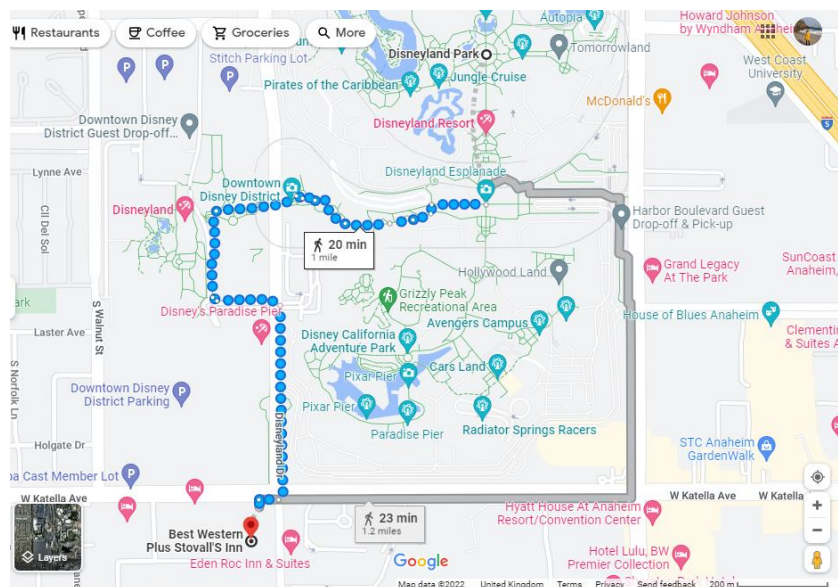 Restaurants
Coffee
Groceries
More
Autopia
Howard Johnson
by Wyndham
Stitch Parking Lot
Disneyland Park
Tomorrowland
West Coast
University
Pirates of the Caribbean
Jungle Cruise
McDonald's
5
Downtown Disney
District Guest Drop-off...
Disneyland Resort
Lynne Ave
Downtown
Disney District
Disneyland Esplanade
Disneyland
Harbor Boulevard Guest
Drop-off & Pick-up
Cll Del Sol
20 min
1 mile
Hollywood Land
Grand Legacy
At The Park
SunCoast
Anaheim,
ark
S Walnut St
Grizzly Peak
Recreational Area
Disney's Paradise Pier
Avengers Campus
House of Blues Anaheim
Laster Ave
Disney California
Adventure Park
Clementin
& Suites A
S Norfolk Ln
Pixar Pier
Cars Land
Downtown Disney
District Parking
Pixar Pier
Paradise Pier
Radiator Springs Racers
Disneyland Dr
Holgate Dr
STC Anaheim
GardenWalk
pa Cast Member Lot
W Katella Ave
W Katella Ave
W Katella Ave
23 min
1.2 miles
Hyatt House At Anaheim
Resort/Convention Center
Best Western
Plus Stovall'S Inn
Layers
Eden Roc Inn & Suites
Google
Hotel Lulu, BW
Premier Collection
Map data ©2022
United Kingdom
Terms
Privacy
Send feedback
200 m